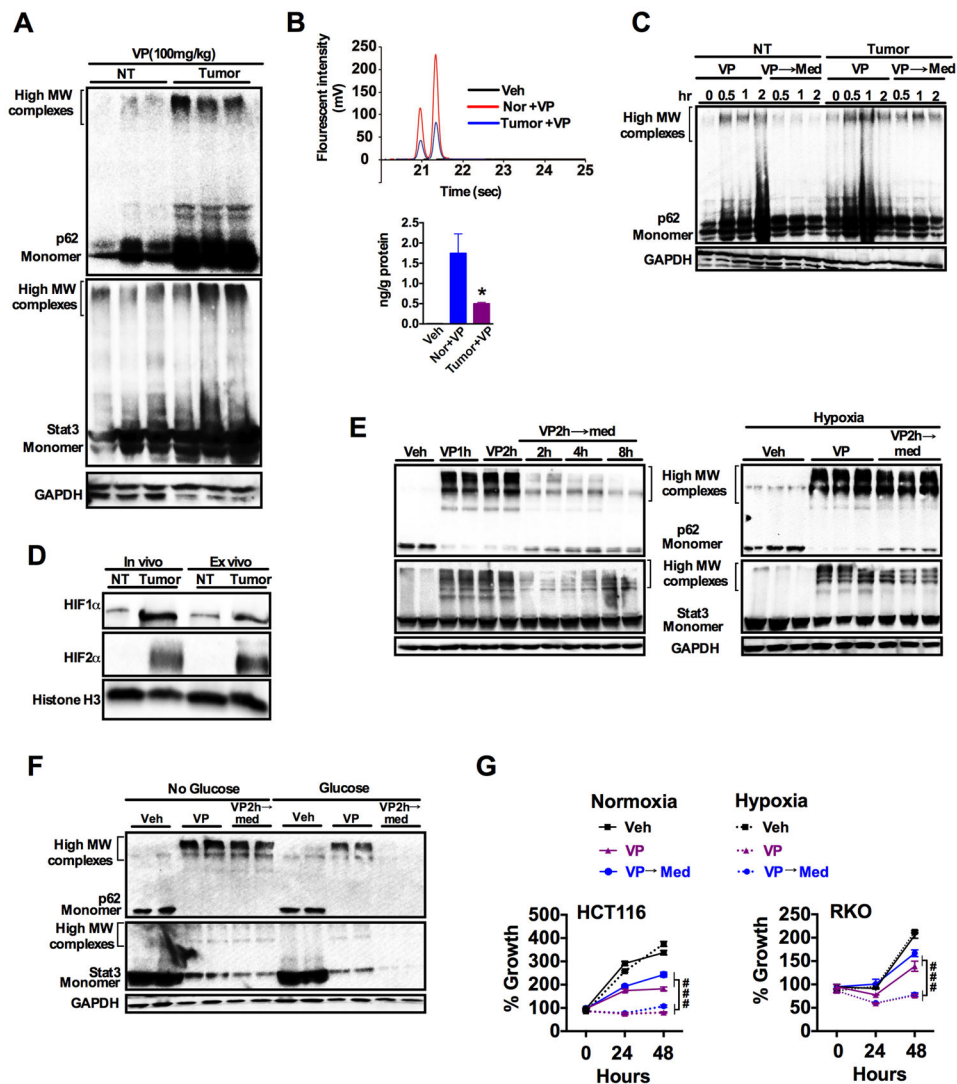 A
VP(100mg/kg)
NT Tumor
High MW
complexes
p62
Monomer
High MW
complexes
Stat3
Monomer
GAPDH
B
Flourescent intensity
(mV)
250
200
150
100
50
0
21 22 23 24 25
Time (sec)
Veh
Nor +VP
Tumor +VP
ng/g protein
2.5
2.0
1.5
1.0
0.5
0.0
*
Veh
Nor+VP
Tumor+VP
C
NT Tumor
VP VP→Med VP VP→Med
hr 0 0.5 1 2 0.5 1 2 0 0.5 1 2 0.5 1 2
High MW
complexes
p62
Monomer
GAPDH
D
In vivo Ex vivo
NT Tumor NT Tumor
HIF1α
HIF2α
Histone H3
E
VP2h→med
Veh VP1h VP2h 2h 4h 8h
High MW
complexes
p62
Monomer
High MW
complexes
Stat3
Monomer
GAPDH
Hypoxia
Veh VP VP2h→
med
F
No Glucose Glucose
Veh VP VP2h→
med
Veh VP VP2h→
med
High MW
complexes
p62
Monomer
High MW
complexes
Stat3
Monomer
GAPDH
G
Normoxia Hypoxia
Veh Veh
VP VP
VP→Med VP→Med
HCT116
% Growth
500
400
300
200
100
0
0 24 48
Hours
###
RKO
% Growth
250
200
150
100
50
0
0 24 48
Hours
###